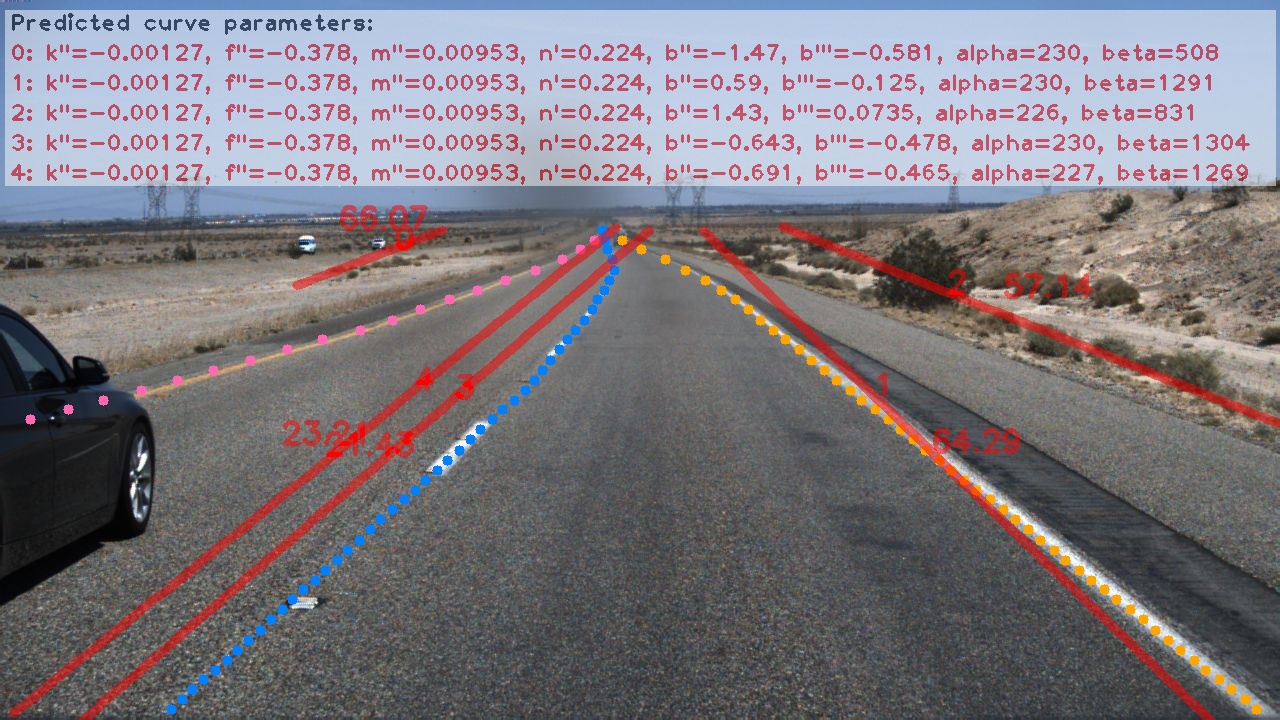 Predicted curve parameters:
0: k''=-0.00127, f''=-0.378, m''=0.00953, n'=0.224, b''=-1.47, b'''=-0.581, alpha=230, beta=508
1: k''=-0.00127, f''=-0.378, m''=0.00953, n'=0.224, b''=0.59, b'''=-0.125, alpha=230, beta=1291
2: k''=-0.00127, f''=-0.378, m''=0.00953, n'=0.224, b''=1.43, b'''=0.0735, alpha=226, beta=831
3: k''=-0.00127, f''=-0.378, m''=0.00953, n'=0.224, b''=-0.643, b'''=-0.478, alpha=230, beta=1304
4: k''=-0.00127, f''=-0.378, m''=0.00953, n'=0.224, b''=-0.691, b'''=-0.465, alpha=227, beta=1269
66.07
0
2 57.14
4 3 1
64.29